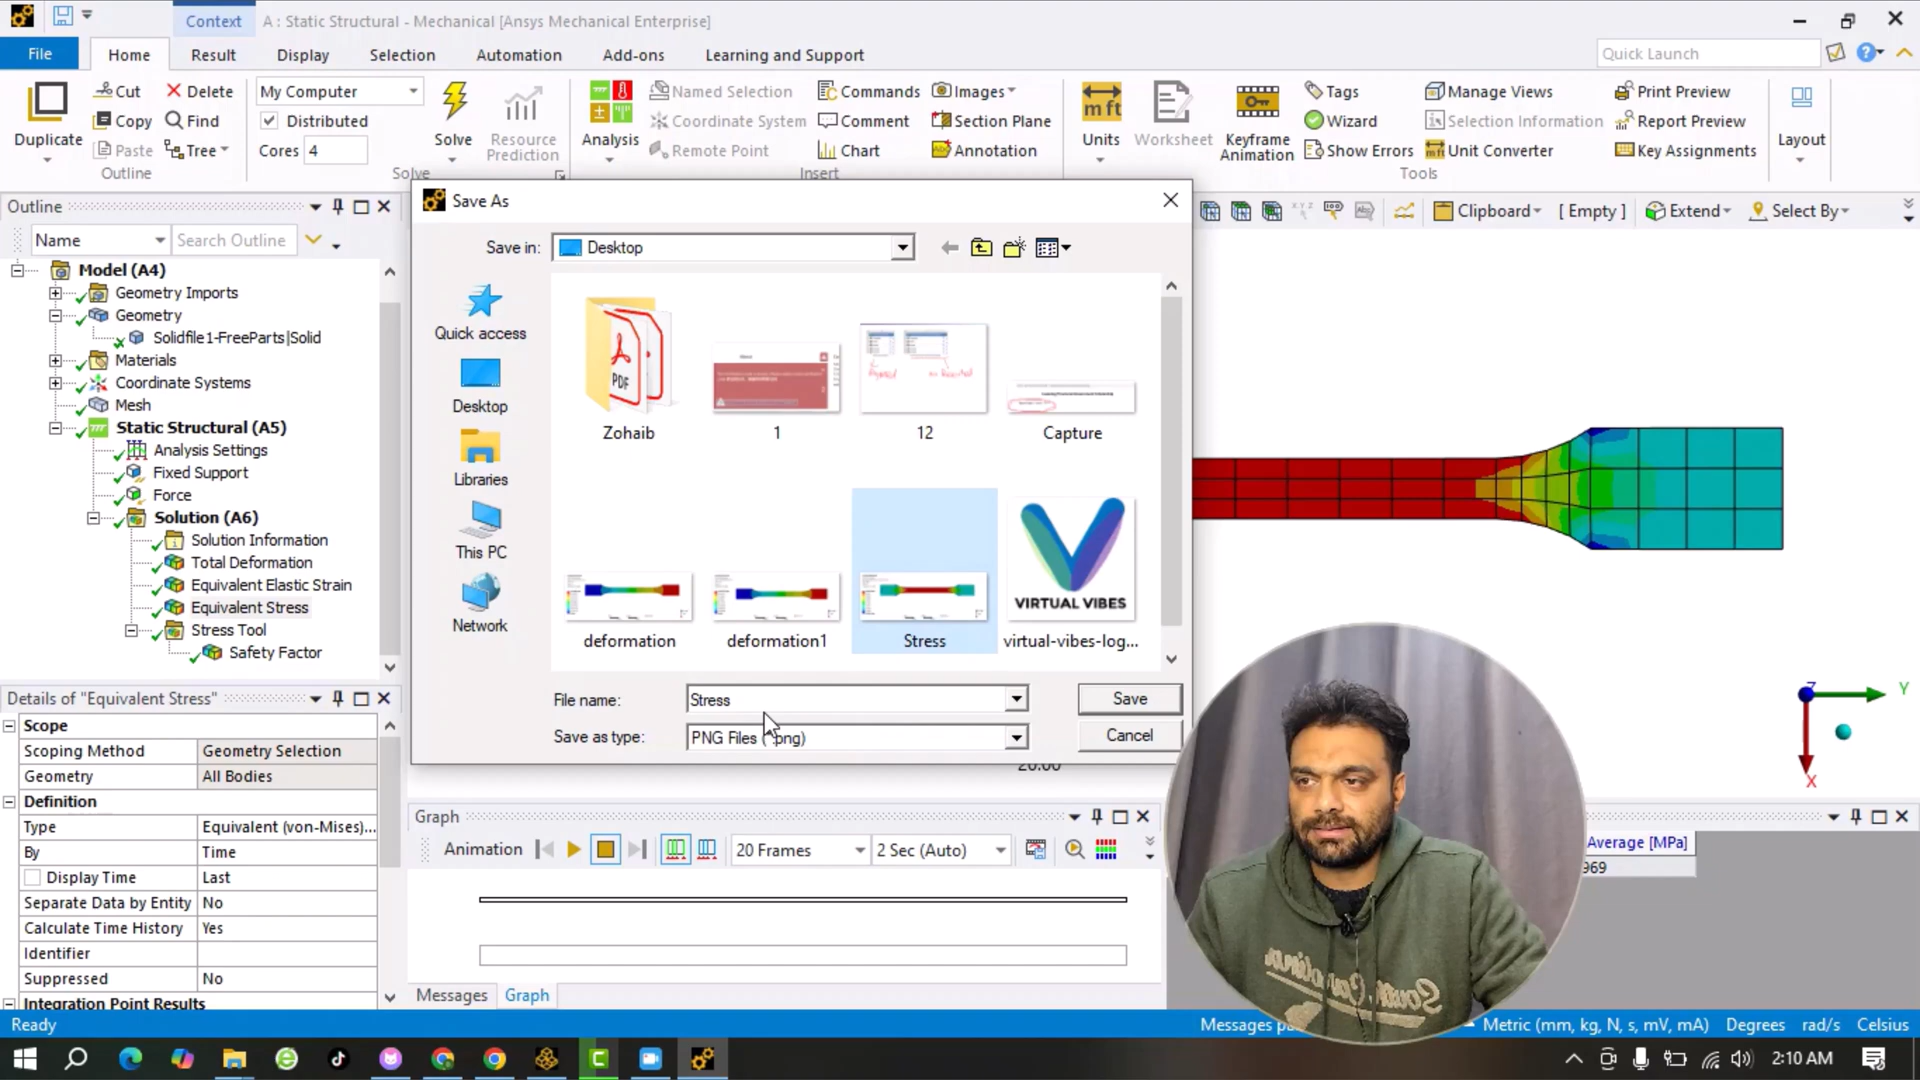 Context
A : Static Structural - Mechanical [Ansys Mechanical Enterprise]
File
Home
Result
Display
Selection
Automation
Add-ons
Learning and Support
Quick Launch
Duplicate
Cut
Delete
Copy
Find
Paste
Tree
Outline
My Computer
Distributed
Cores 4
Solve
Resource Prediction
Solve
Analysis
Named Selection
Coordinate System
Remote Point
Commands
Comment
Chart
Images
Section Plane
Annotation
Insert
Units
Worksheet
Keyframe Animation
Tags
Wizard
Show Errors
Manage Views
Selection Information
Unit Converter
Print Preview
Report Preview
Key Assignments
Tools
Layout
Outline
Name
Search Outline
Model (A4)
Geometry Imports
Geometry
Solidfile1-FreeParts|Solid
Materials
Coordinate Systems
Mesh
Static Structural (A5)
Analysis Settings
Fixed Support
Force
Solution (A6)
Solution Information
Total Deformation
Equivalent Elastic Strain
Equivalent Stress
Stress Tool
Safety Factor
Clipboard
[ Empty ]
Extend
Select By
Save As
Save in:
Desktop
Quick access
Desktop
Libraries
This PC
Network
PDF
Zohaib
1
12
Capture
deformation
deformation1
Stress
VIRTUAL VIBES
virtual-vibes-log...
File name:
Stress
Save
Save as type:
PNG Files (*.png)
Cancel
20.00
Z
Y
X
Details of "Equivalent Stress"
Scope
Scoping Method Geometry Selection
Geometry All Bodies
Definition
Type Equivalent (von-Mises)...
By Time
Display Time Last
Separate Data by Entity No
Calculate Time History Yes
Identifier
Suppressed No
Integration Point Results
Graph
Animation
20 Frames
2 Sec (Auto)
Messages
Graph
Average [MPa]
969
Ready
Messages
Metric (mm, kg, N, s, mV, mA)
Degrees
rad/s
Celsius
2:10 AM